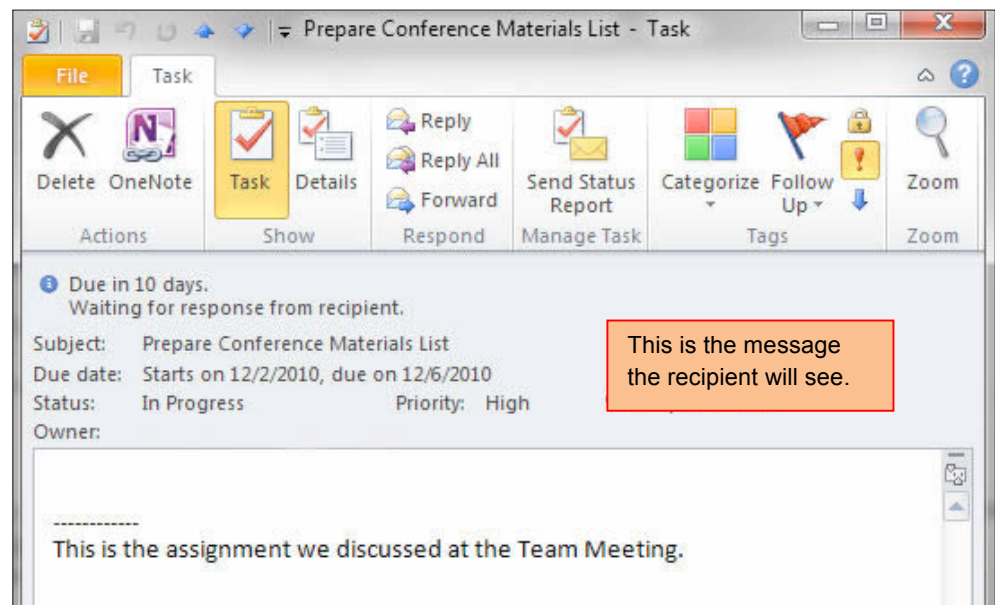 Prepare Conference Materials List - Task
File Task
Delete OneNote Task Details Reply Reply All Forward Send Status Report Categorize Follow Up Zoom
Actions Show Respond Manage Task Tags Zoom
Due in 10 days.
Waiting for response from recipient.
Subject: Prepare Conference Materials List
Due date: Starts on 12/2/2010, due on 12/6/2010
Status: In Progress Priority: High
Owner:
This is the message
the recipient will see.
------------
This is the assignment we discussed at the Team Meeting.